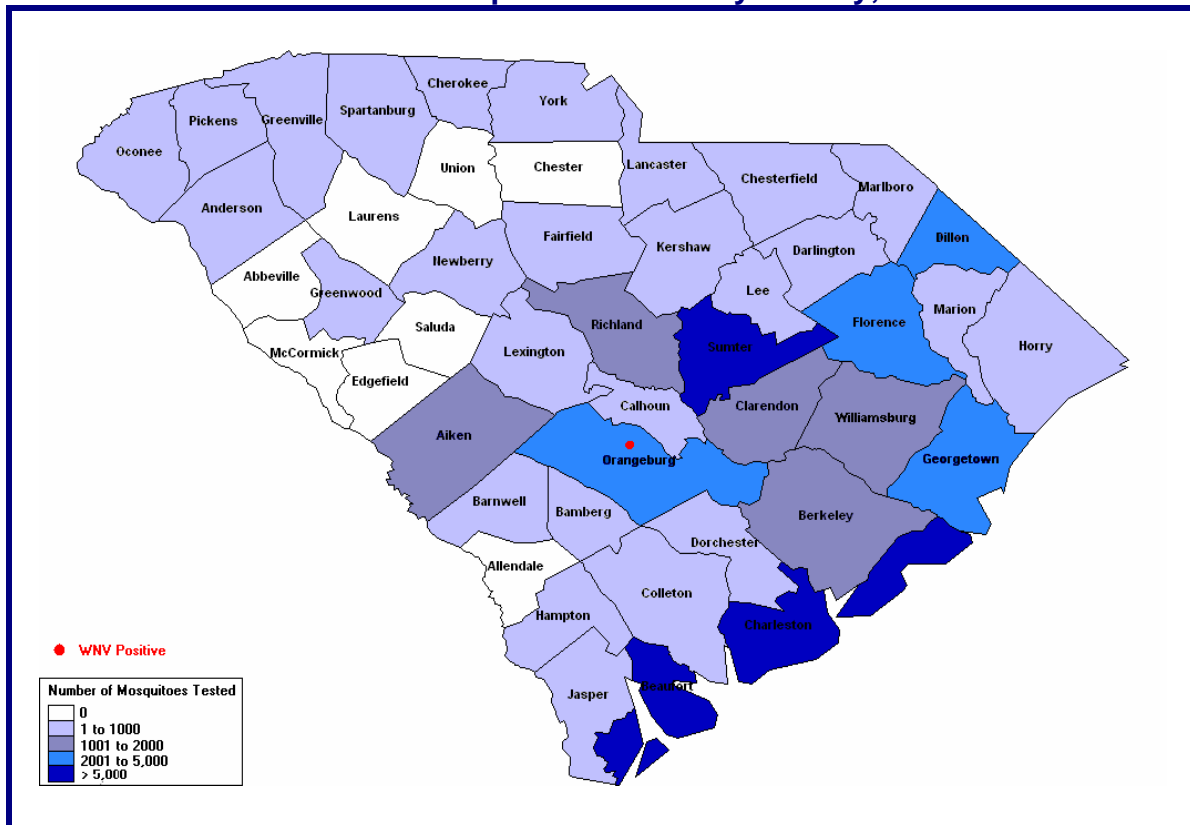 Cherokee
York
Spartanburg
Pickens
Greenville
Oconee
Union
Chester
Lancaster
Chesterfield
Marlboro
Anderson
Laurens
Fairfield
Kershaw
Darlington
Dillon
Abbeville
Newberry
Greenwood
Lee
Marion
Saluda
Richland
Florence
Horry
McCormick
Lexington
Sumter
Edgefield
Calhoun
Clarendon
Williamsburg
Aiken
Orangeburg
Georgetown
Barnwell
Bamberg
Berkeley
Dorchester
Allendale
Colleton
Hampton
Charleston
Beaufort
Jasper
WNV Positive
Number of Mosquitoes Tested
0
1 to 1000
1001 to 2000
2001 to 5,000
> 5,000